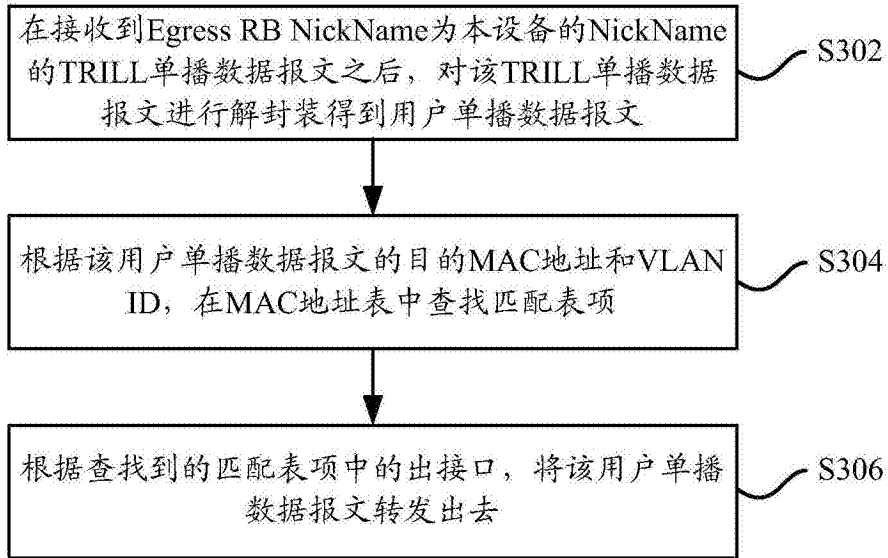 在接收到Egress RB NickName为本设备的NickName
的TRILL单播数据报文之后，对该TRILL单播数据
报文进行解封装得到用户单播数据报文
S302
根据该用户单播数据报文的目的MAC地址和VLAN
ID，在MAC地址表中查找匹配表项
S304
根据查找到的匹配表项中的出接口，将该用户单播
数据报文转发出去
S306